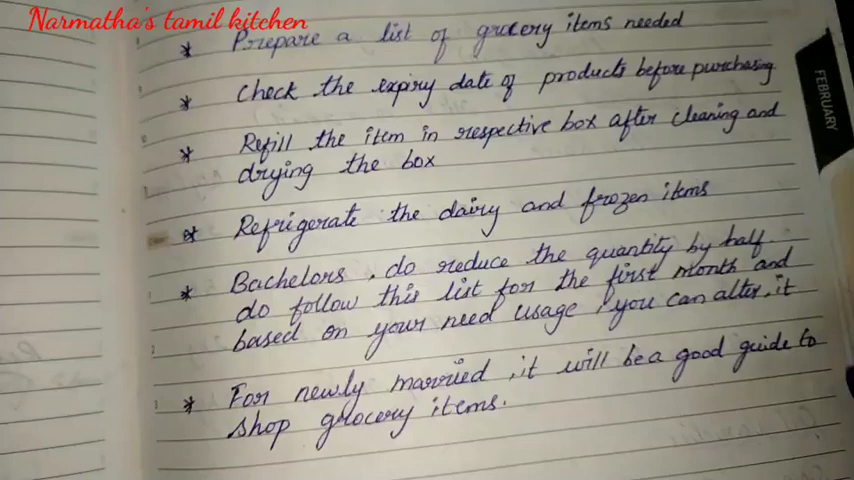 Narmatha's tamil kitchen
* Prepare a list of grocery items needed
* Check the expiry date of products before purchasing
* Refill the item in respective box after cleaning and
drying the box
* Refrigerate the dairy and frozen items
* Bachelors, do reduce the quantity by half.
do follow this list for the first month and
based on your need usage, you can alter it
* For newly married, it will be a good guide to
shop grocery items.
FEBRUARY